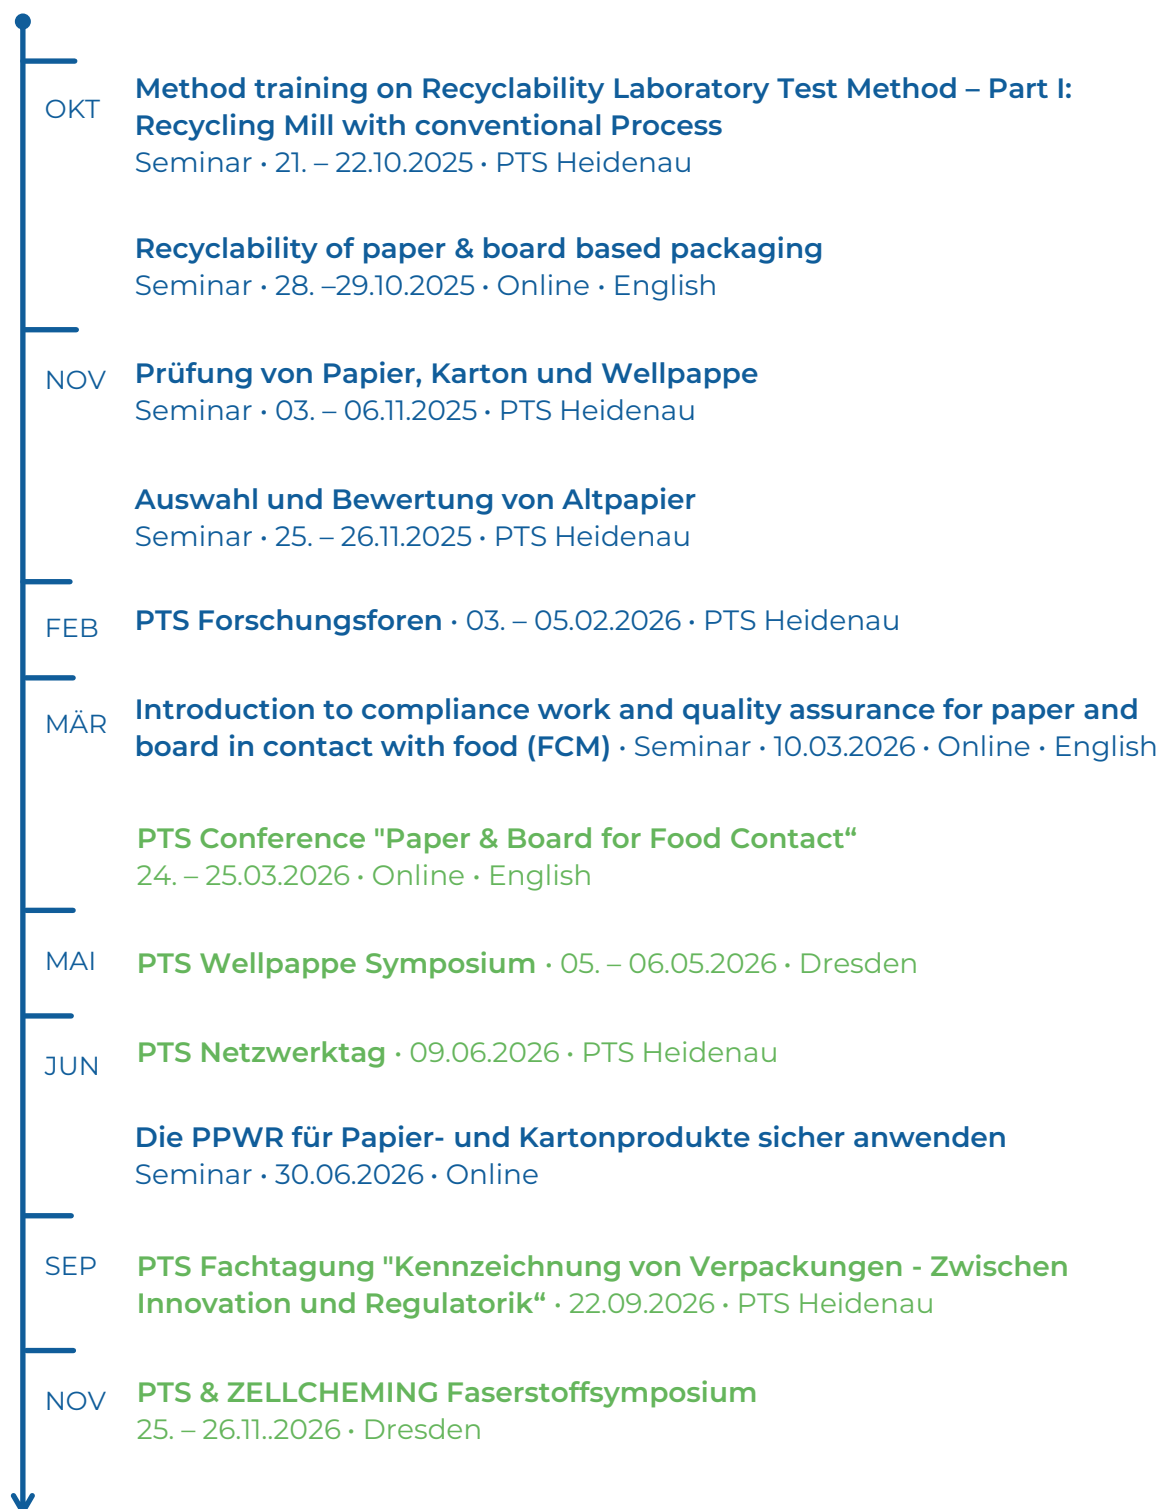 OKT
Method training on Recyclability Laboratory Test Method – Part I:
Recycling Mill with conventional Process
Seminar • 21. – 22.10.2025 • PTS Heidenau
Recyclability of paper & board based packaging
Seminar • 28. –29.10.2025 • Online • English
NOV
Prüfung von Papier, Karton und Wellpappe
Seminar • 03. – 06.11.2025 • PTS Heidenau
Auswahl und Bewertung von Altpapier
Seminar • 25. – 26.11.2025 • PTS Heidenau
FEB
PTS Forschungsforen • 03. – 05.02.2026 • PTS Heidenau
MÄR
Introduction to compliance work and quality assurance for paper and
board in contact with food (FCM) • Seminar • 10.03.2026 • Online • English
PTS Conference "Paper & Board for Food Contact“
24. – 25.03.2026 • Online • English
MAI
PTS Wellpappe Symposium • 05. – 06.05.2026 • Dresden
JUN
PTS Netzwerktag • 09.06.2026 • PTS Heidenau
Die PPWR für Papier- und Kartonprodukte sicher anwenden
Seminar • 30.06.2026 • Online
SEP
PTS Fachtagung "Kennzeichnung von Verpackungen - Zwischen
Innovation und Regulatorik“ • 22.09.2026 • PTS Heidenau
NOV
PTS & ZELLCHEMING Faserstoffsymposium
25. – 26.11..2026 • Dresden